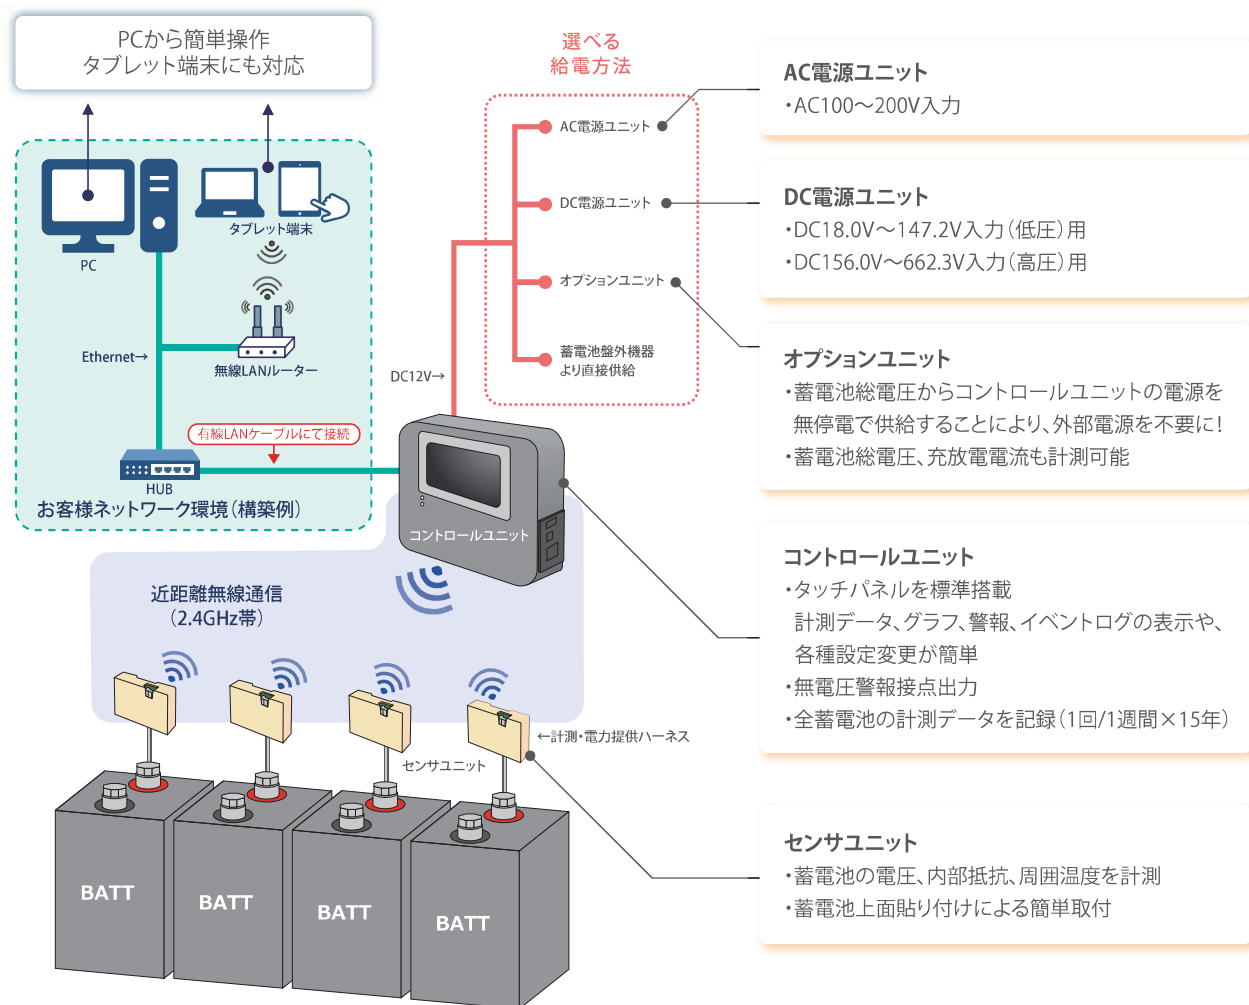 PCから簡単操作
タブレット端末にも対応
PC
タブレット端末
Ethernet→
無線LANルーター
有線LANケーブルにて接続
HUB
お客様ネットワーク環境(構築例)
選べる
給電方法
AC電源ユニット
DC電源ユニット
オプションユニット
蓄電池盤外機器
より直接供給
DC12V→
コントロールユニット
近距離無線通信
(2.4GHz帯)
←計測・電力提供ハーネス
センサユニット
BATT
BATT
BATT
BATT
AC電源ユニット
・AC100～200V入力
DC電源ユニット
・DC18.0V～147.2V入力(低圧)用
・DC156.0V～662.3V入力(高圧)用
オプションユニット
・蓄電池総電圧からコントロールユニットの電源を
無停電で供給することにより、外部電源を不要に!
・蓄電池総電圧、充放電電流も計測可能
コントロールユニット
・タッチパネルを標準搭載
計測データ、グラフ、警報、イベントログの表示や、
各種設定変更が簡単
・無電圧警報接点出力
・全蓄電池の計測データを記録(1回/1週間×15年)
センサユニット
・蓄電池の電圧、内部抵抗、周囲温度を計測
・蓄電池上面貼り付けによる簡単取付